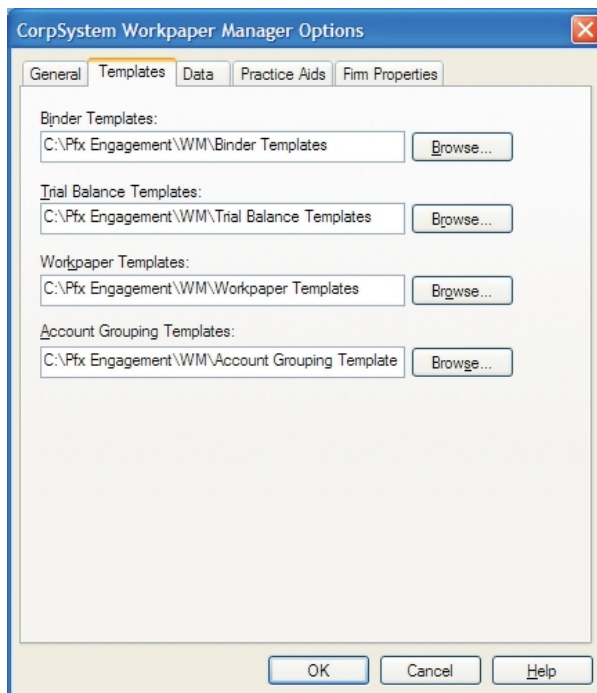 CorpSystem Workpaper Manager Options
General Templates Data Practice Aids Firm Properties
Binder Templates:
C:\Pfx Engagement\WM\Binder Templates Browse...
Trial Balance Templates:
C:\Pfx Engagement\WM\Trial Balance Templates Browse...
Workpaper Templates:
C:\Pfx Engagement\WM\Workpaper Templates Browse...
Account Grouping Templates:
C:\Pfx Engagement\WM\Account Grouping Template Browse...
OK Cancel Help